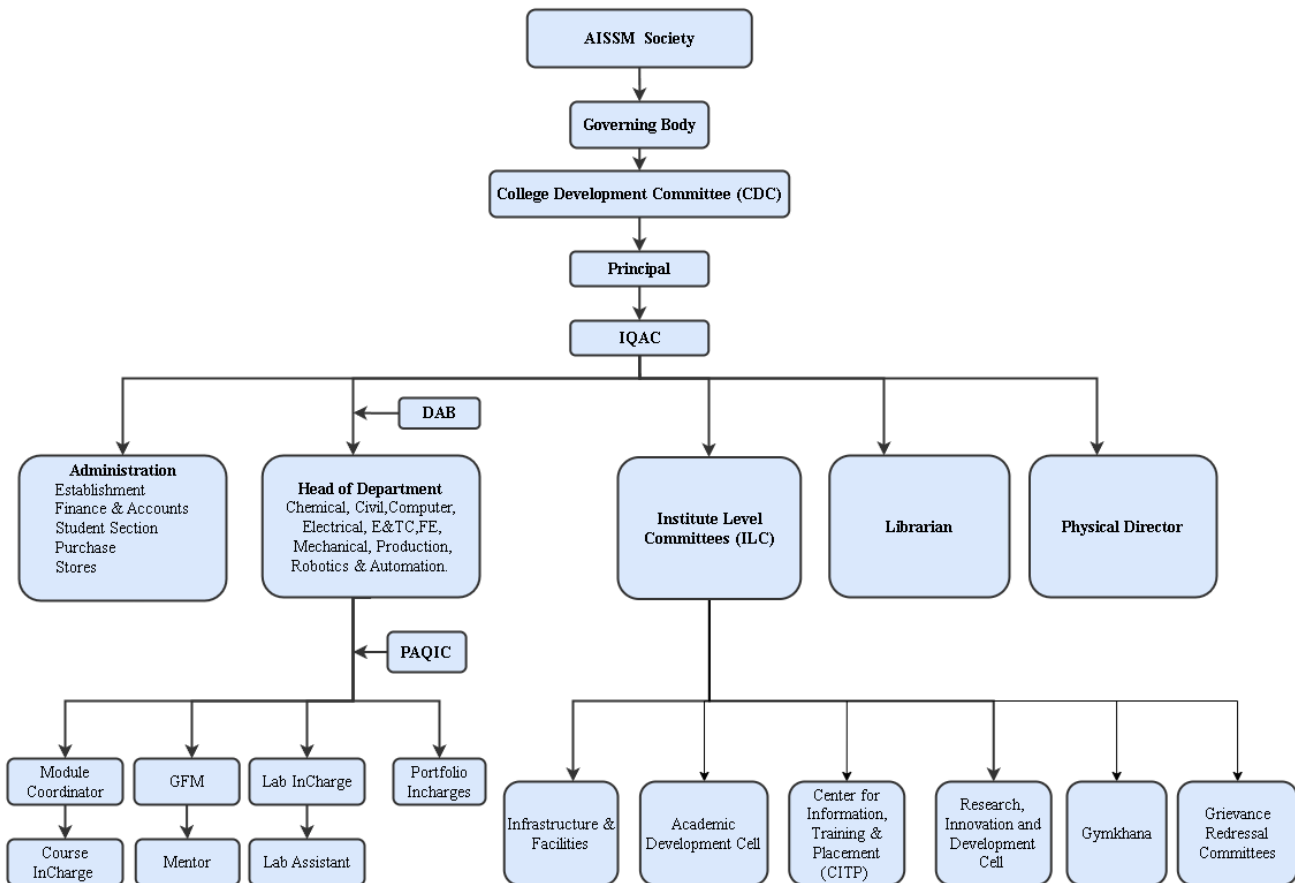 AISSM Society
Governing Body
College Development Committee (CDC)
Principal
IQAC
DAB
Administration
Establishment
Finance & Accounts
Student Section
Purchase
Stores
Head of Department
Chemical, Civil,Computer,
Electrical, E&TC,FE,
Mechanical, Production,
Robotics & Automation.
Institute Level
Committees (ILC)
Librarian
Physical Director
PAQIC
Module
Coordinator
GFM
Lab InCharge
Portfolio
Incharges
Course
InCharge
Mentor
Lab Assistant
Infrastructure &
Facilities
Academic
Development Cell
Center for
Information,
Training &
Placement
(CITP)
Research,
Innovation and
Development
Cell
Gymkhana
Grievance
Redressal
Committees